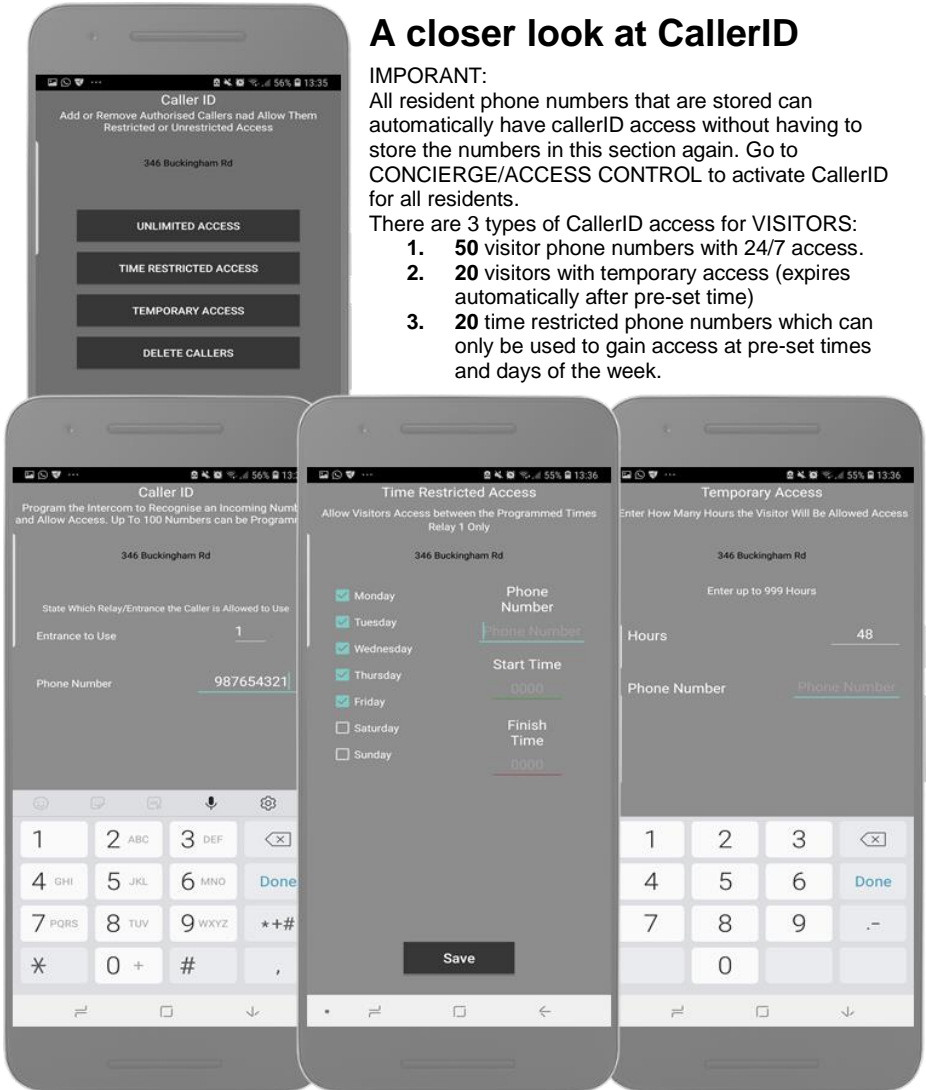 A closer look at CallerID
IMPORANT:
All resident phone numbers that are stored can
automatically have callerID access without having to
store the numbers in this section again. Go to
CONCIERGE/ACCESS CONTROL to activate CallerID
for all residents.
There are 3 types of CallerID access for VISITORS:
1. 50 visitor phone numbers with 24/7 access.
2. 20 visitors with temporary access (expires
automatically after pre-set time)
3. 20 time restricted phone numbers which can
only be used to gain access at pre-set times
and days of the week.
56% 13:35
Caller ID
Add or Remove Authorised Callers nad Allow Them
Restricted or Unrestricted
Access
346 Buckingham Rd
UNLIMITED ACCESS
TIME RESTRICTED ACCESS
TEMPORARY ACCESS
DELETE CALLERS
56% 13:3
Caller ID
Program the Intercom to Recognise an Incoming Numb
and Allow Access. Up To 100 Numbers can be Program
346 Buckingham Rd
State Which Relay/Entrance the Caller is Allowed to Use
Entrance to Use 1
Phone Number 987654321
1 2 ABC 3 DEF
4 GHI 5 JKL 6 MNO Done
7 PQRS 8 TUV 9 WXYZ *+#
* 0 + # ,
55% 13:36
Time Restricted Access
Allow Visitors Access between the Programmed Times
Relay 1 Only
346 Buckingham Rd
Monday
Tuesday
Wednesday
Thursday
Friday
Saturday
Sunday
Phone
Number
Phone Number
Start Time
0000
Finish
Time
0000
Save
55% 13:36
Temporary Access
Enter How Many Hours the Visitor Will Be Allowed Access
346 Buckingham Rd
Enter up to 999 Hours
Hours 48
Phone Number Phone Number
1 2 3
4 5 6 Done
7 8 9 .-
0